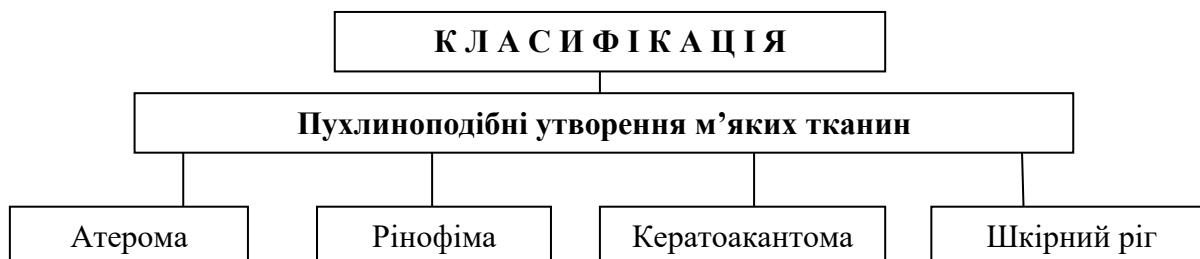 К Л А С И Ф І К А Ц І Я
Пухлиноподібні утворення м’яких тканин
Атерома
Рінофіма
Кератоакантома
Шкірний ріг